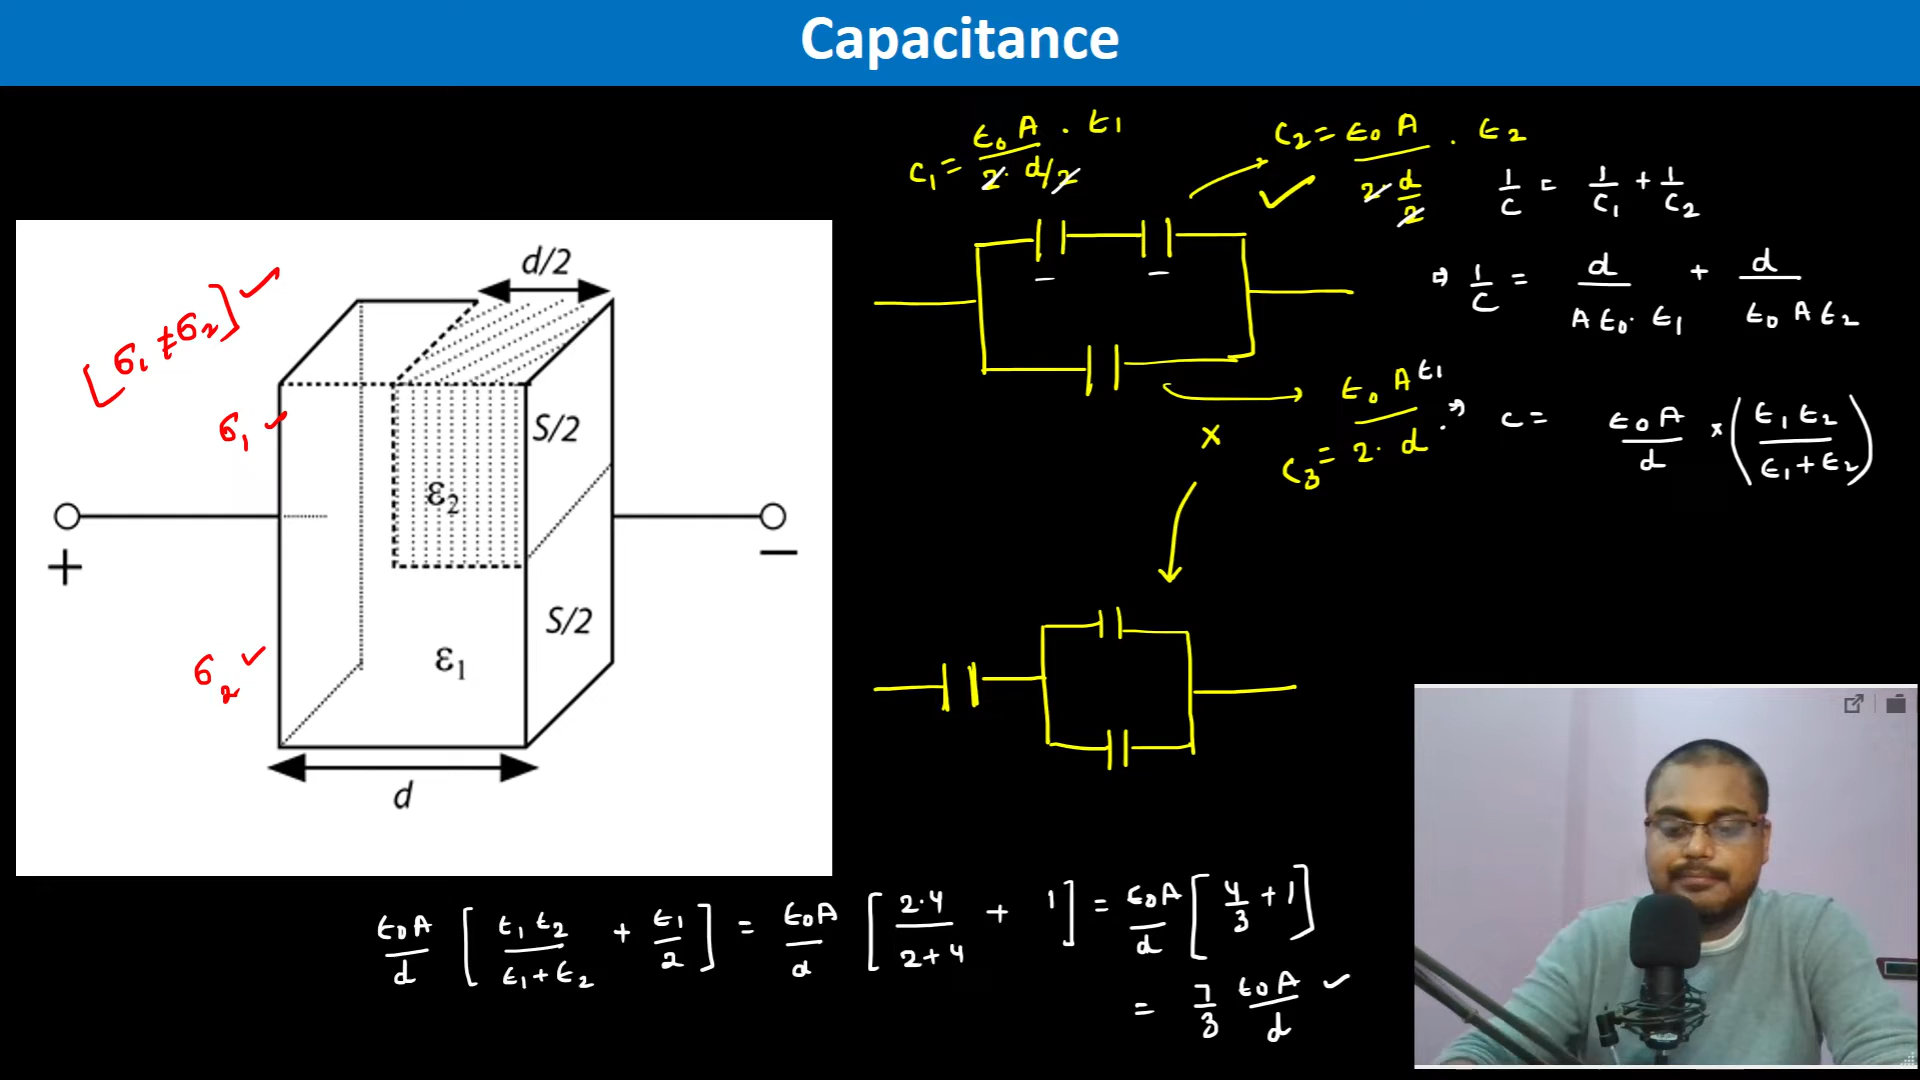 Capacitance
[σ₁ ≠ σ₂] ✓
σ₁ ✓
σ₂ ✓
d/2
S/2
ε₂
S/2
ε₁
+
−
d
C₁ = ε₀ A / (2 · d/2) · ε₁
C₂ = ε₀ A / (2 · d/2) · ε₂
✓
1/C = 1/C₁ + 1/C₂
⇒ 1/C = d / (A ε₀ · ε₁) + d / (ε₀ A ε₂)
C₃ = ε₀ A ε₁ / (2 · d)
⇒ C = ε₀ A / d × (ε₁ ε₂ / (ε₁ + ε₂))
×
ε₀A/d [ε₁ ε₂ / (ε₁ + ε₂) + ε₁/2] = ε₀A/d [2·4 / (2+4) + 1] = ε₀A/d [4/3 + 1]
= 7/3 ε₀A/d ✓